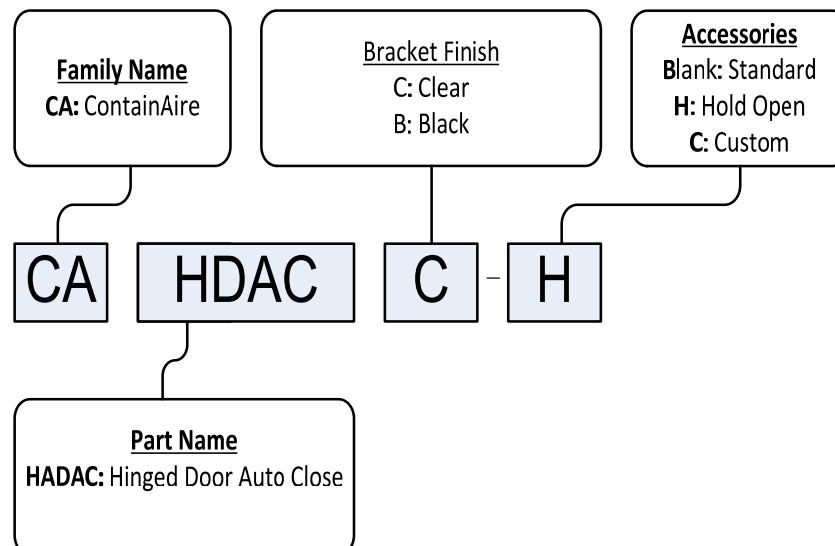 Family Name
CA: ContainAire
Bracket Finish
C: Clear
B: Black
Accessories
Blank: Standard
H: Hold Open
C: Custom
CA HDAC C – H
Part Name
HADAC: Hinged Door Auto Close